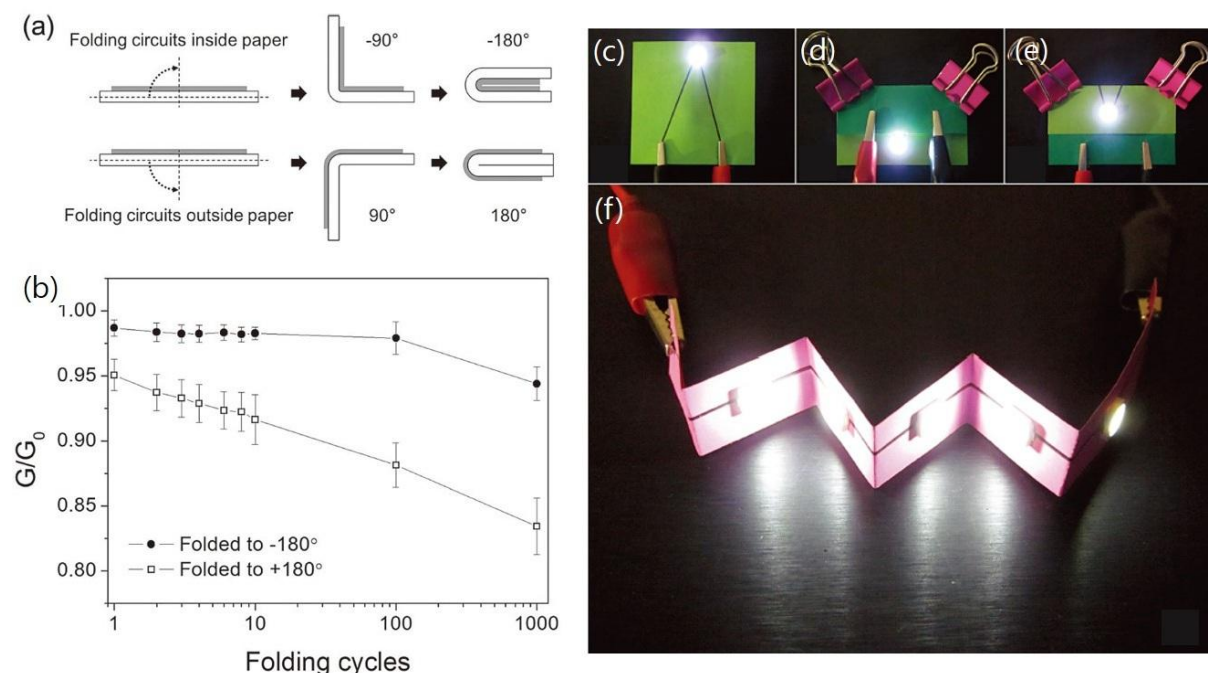 (a)
Folding circuits inside paper
-90°
-180°
Folding circuits outside paper
90°
180°
(b)
1.00
0.95
0.90
0.85
0.80
G/G₀
Folded to -180°
Folded to +180°
1
10
100
1000
Folding cycles
(c)
(d)
(e)
(f)